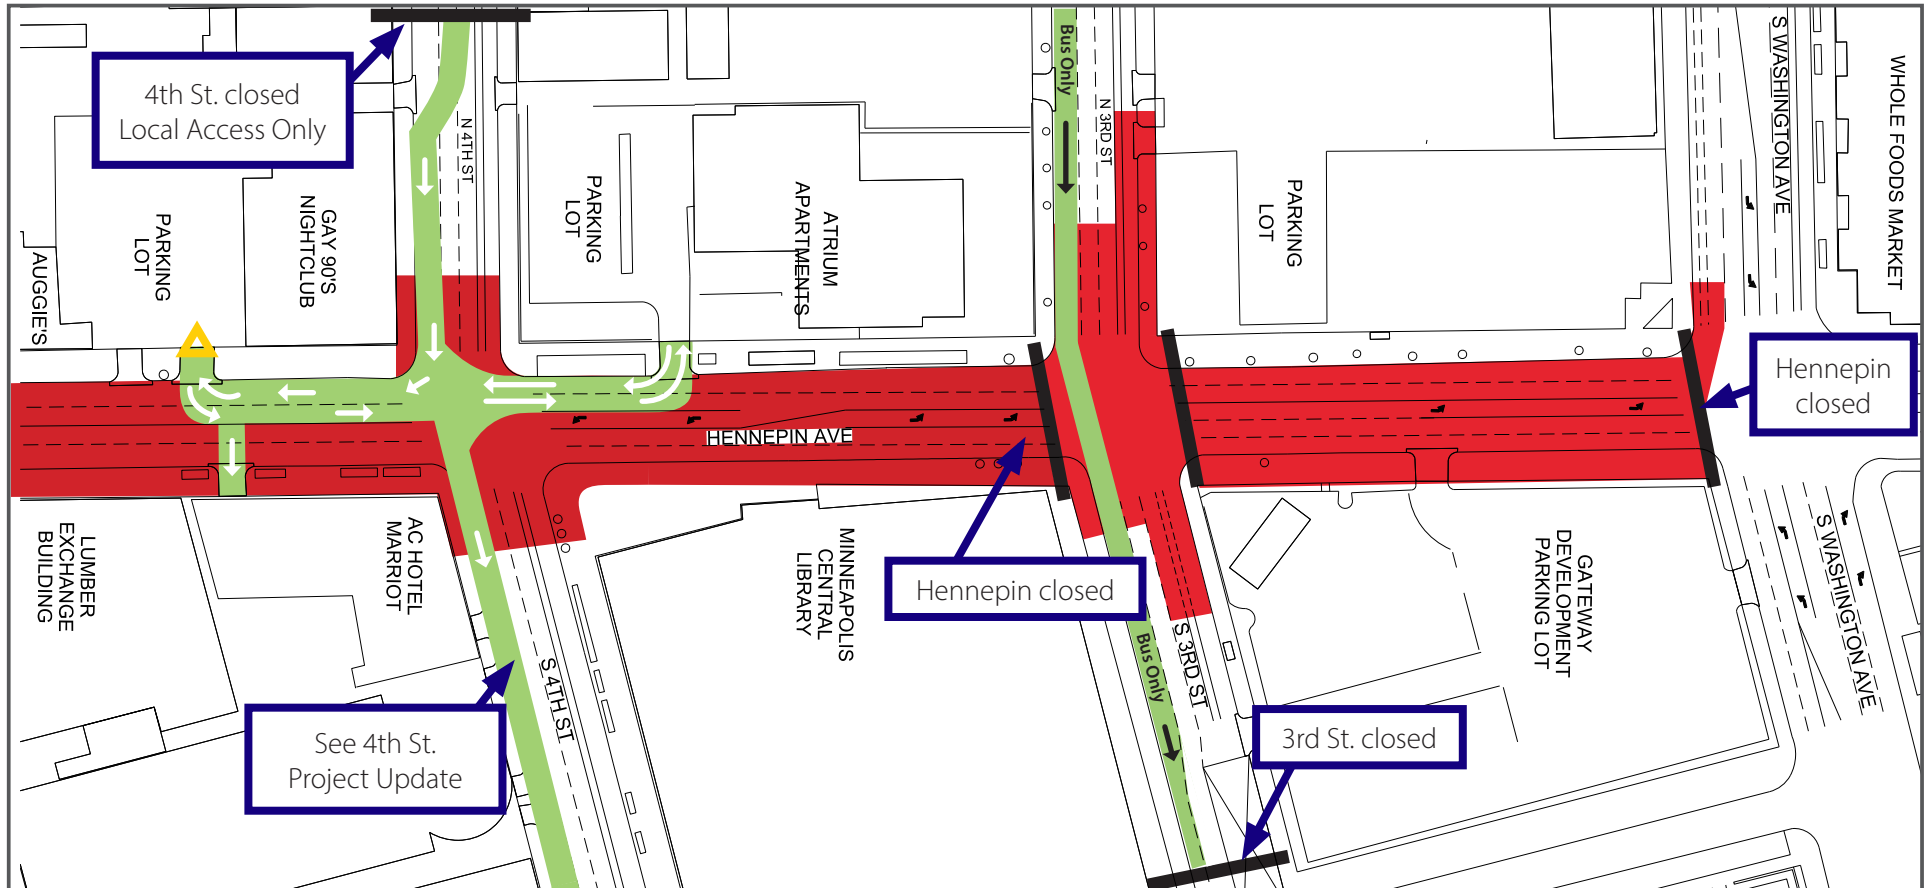 4th St. closed
Local Access Only
N 4TH ST
Bus Only
N 3RD ST
S WASHINGTON AVE
WHOLE FOODS MARKET
AUGGIE'S
PARKING
LOT
GAY 90'S
NIGHTCLUB
PARKING
LOT
ATRIUM
APARTMENTS
PARKING
LOT
Hennepin
closed
HENNEPIN AVE
LUMBER
EXCHANGE
BUILDING
AC HOTEL
MARRIOT
MINNEAPOLIS
CENTRAL
LIBRARY
Hennepin closed
GATEWAY
DEVELOPMENT
PARKING LOT
S WASHINGTON AVE
S 4TH ST
Bus Only
S 3RD ST
See 4th St.
Project Update
3rd St. closed